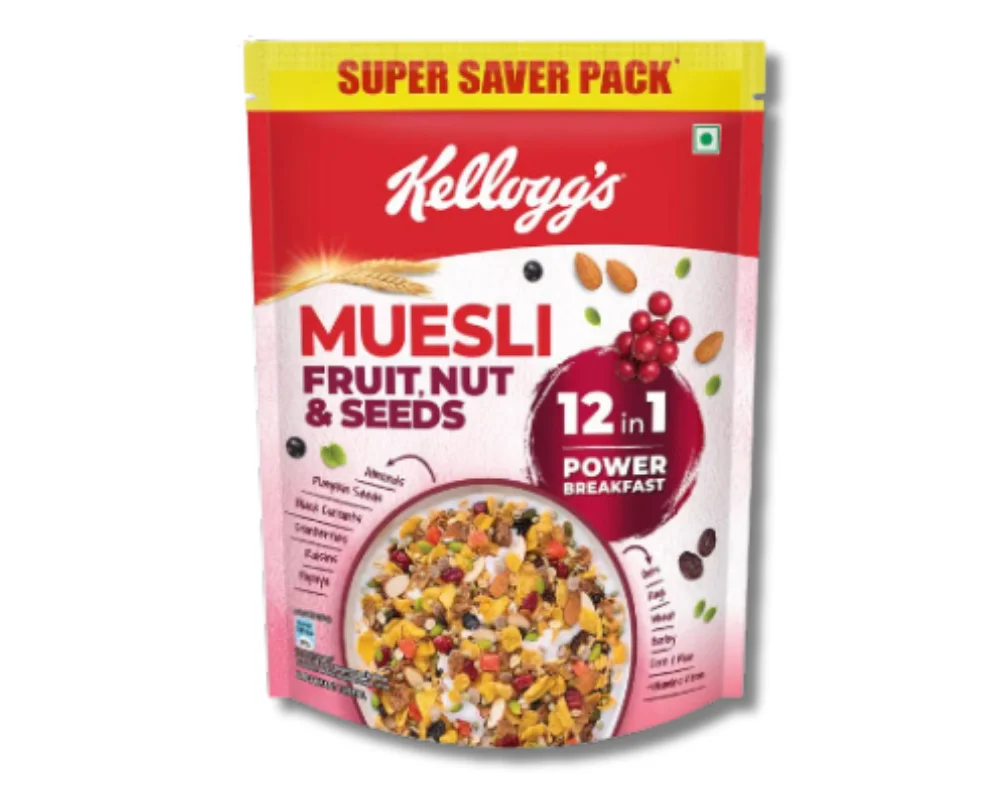 SUPER SAVER PACK*
Kellogg's
MUESLI
FRUIT, NUT
& SEEDS
12 in 1
POWER
BREAKFAST
Almonds
Pumpkin Seeds
Black Currants
Cranberries
Raisins
Papaya
Oats
Ragi
Wheat
Barley
Corn & Rice